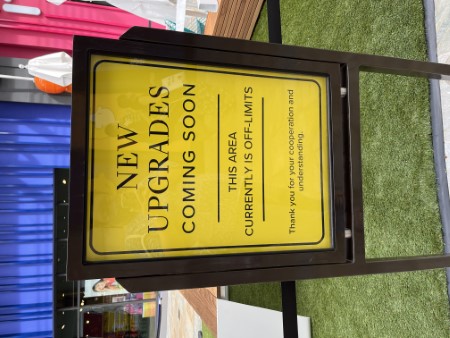 NEW
UPGRADES
COMING SOON
THIS AREA
CURRENTLY IS OFF-LIMITS
Thank you for your cooperation and
understanding.